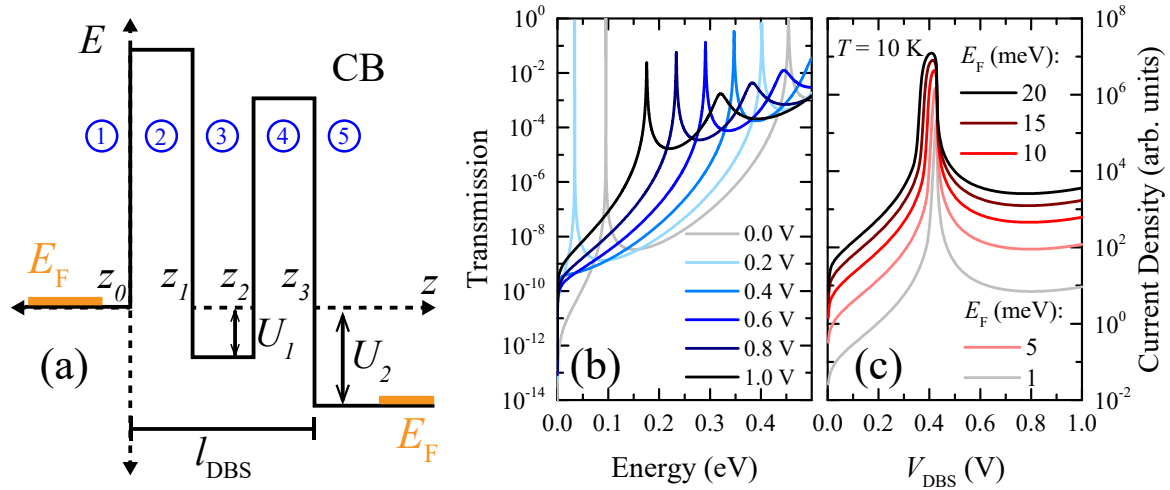 E
CB
1
2
3
4
5
E_F
z_0
z_1
z_2
z_3
z
U_1
U_2
(a)
E_F
l_DBS
Transmission
10^0
10^-2
10^-4
10^-6
10^-8
10^-10
10^-12
10^-14
0.0 V
0.2 V
0.4 V
0.6 V
0.8 V
1.0 V
(b)
0.0 0.1 0.2 0.3 0.4
Energy (eV)
T = 10 K
E_F (meV):
20
15
10
E_F (meV):
5
1
(c)
0.0 0.2 0.4 0.6 0.8 1.0
V_DBS (V)
10^8
10^6
10^4
10^2
10^0
10^-2
Current Density (arb. units)